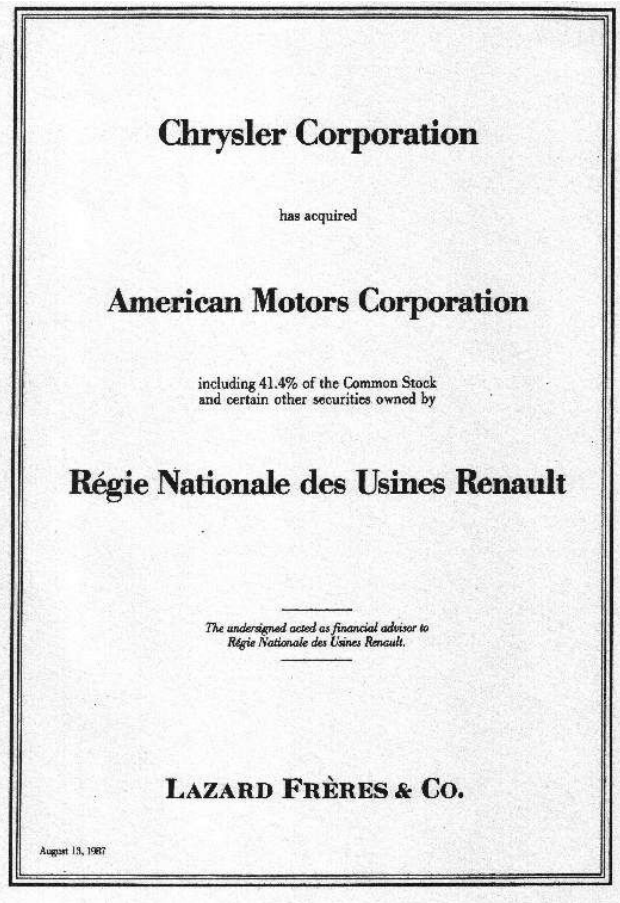 Chrysler Corporation
has acquired
American Motors Corporation
including 41.4% of the Common Stock
and certain other securities owned by
Régie Nationale des Usines Renault
The undersigned acted as financial advisor to
Régie Nationale des Usines Renault.
LAZARD FRÈRES & CO.
August 13, 1987